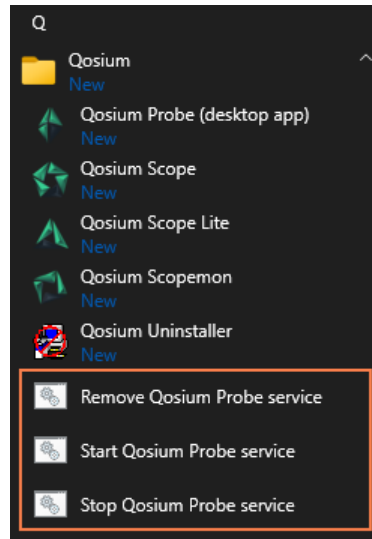 Q
Qosium
New
Qosium Probe (desktop app)
New
Qosium Scope
New
Qosium Scope Lite
New
Qosium Scopemon
New
Qosium Uninstaller
New
Remove Qosium Probe service
Start Qosium Probe service
Stop Qosium Probe service